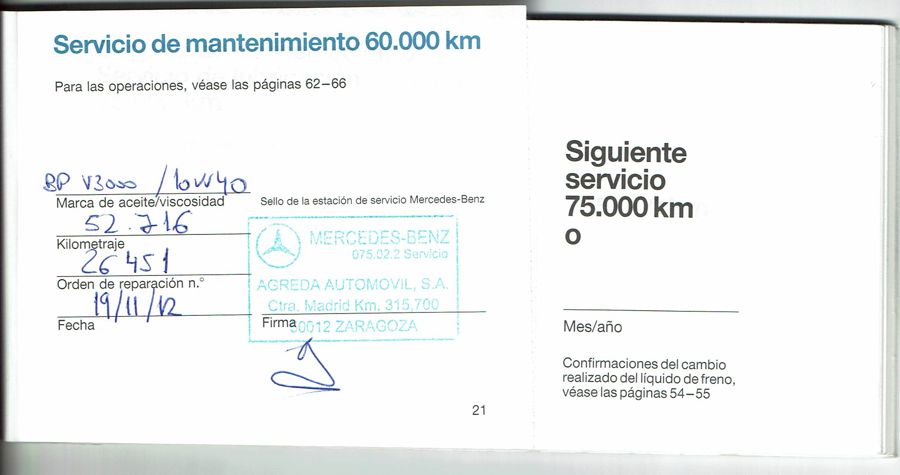 Servicio de mantenimiento 60.000 km
Para las operaciones, véase las páginas 62–66
BP V3000 / 10W40
Marca de aceite/viscosidad
52.716
Kilometraje
26451
Orden de reparación n.°
19/11/12
Fecha
Sello de la estación de servicio Mercedes-Benz
MERCEDES-BENZ
075.02.2 Servicio
AGREDA AUTOMOVIL, S.A.
Ctra. Madrid Km. 315,700
50012 ZARAGOZA
Firma
21
Siguiente
servicio
75.000 km
o
Mes/año
Confirmaciones del cambio
realizado del líquido de freno,
véase las páginas 54–55